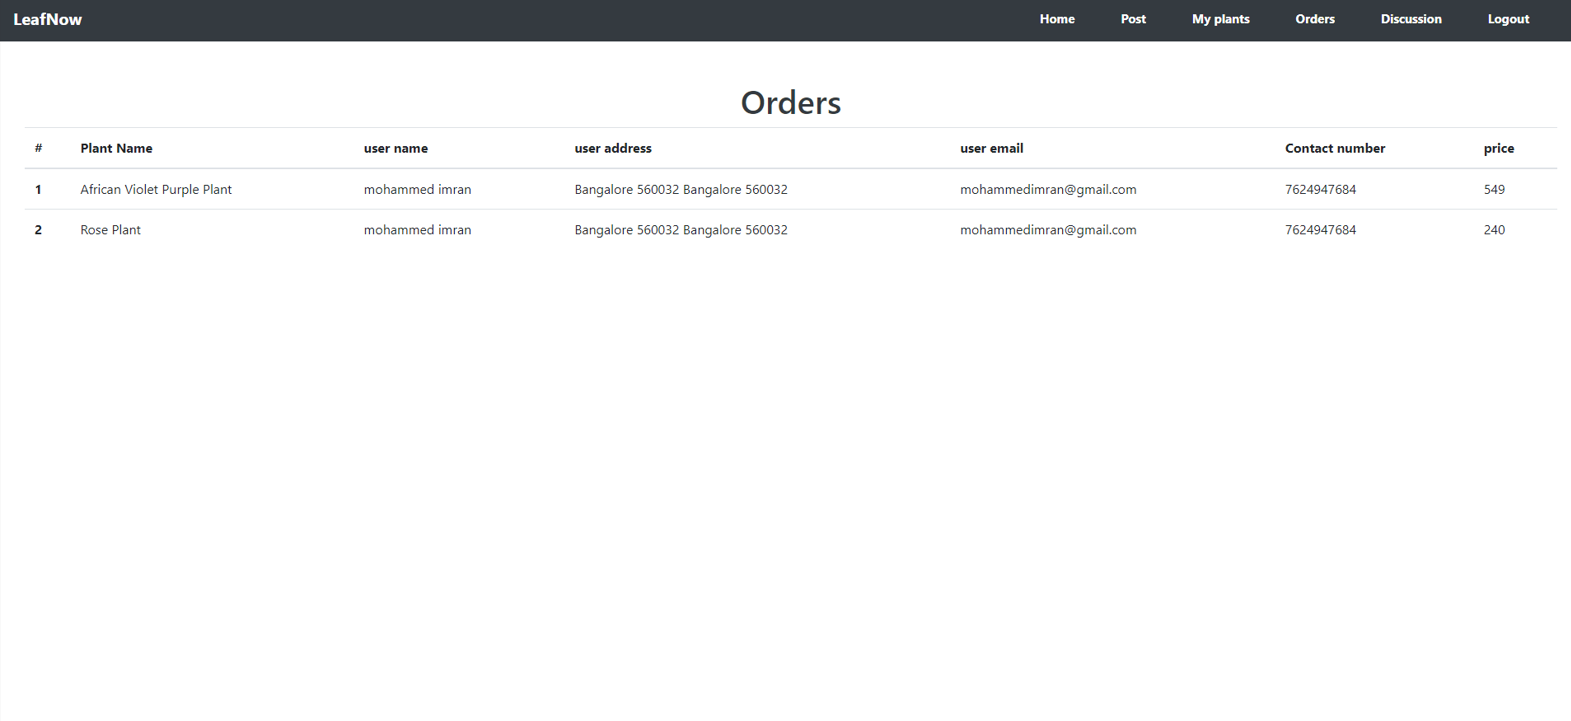 LeafNow Home Post My plants Orders Discussion Logout
Orders
# Plant Name user name user address user email Contact number price
1 African Violet Purple Plant mohammed imran Bangalore 560032 Bangalore 560032 mohammedimran@gmail.com 7624947684 549
2 Rose Plant mohammed imran Bangalore 560032 Bangalore 560032 mohammedimran@gmail.com 7624947684 240